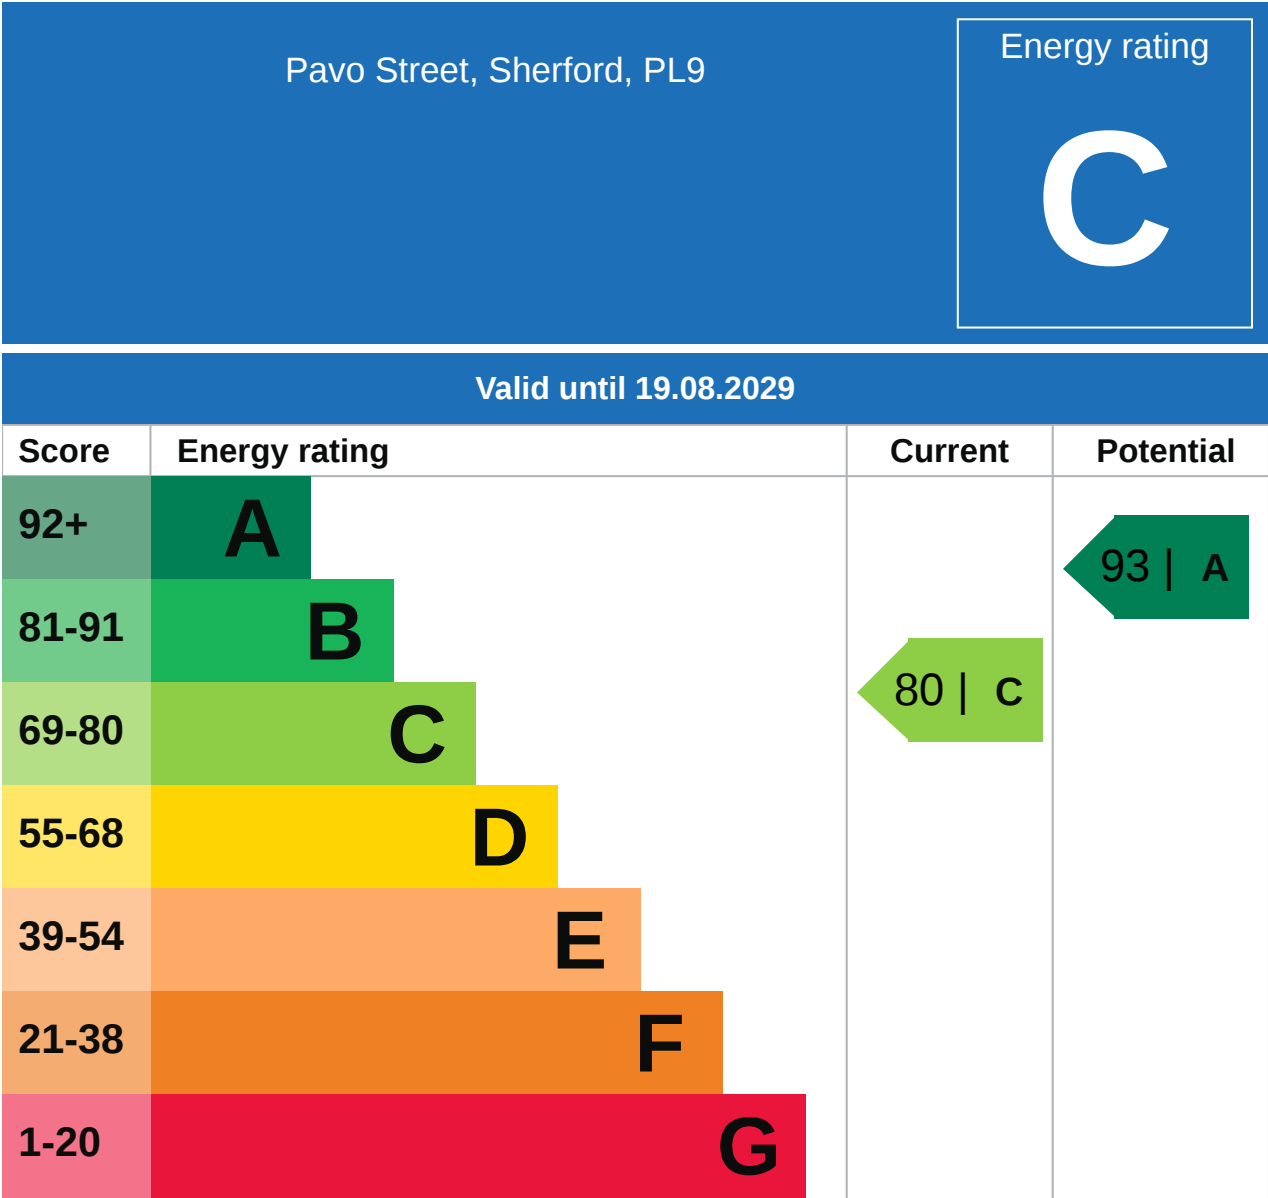 Pavo Street, Sherford, PL9
Energy rating
C
Valid until 19.08.2029
Score Energy rating Current Potential
92+ A
93 | A
81-91 B
80 | C
69-80 C
55-68 D
39-54 E
21-38 F
1-20 G